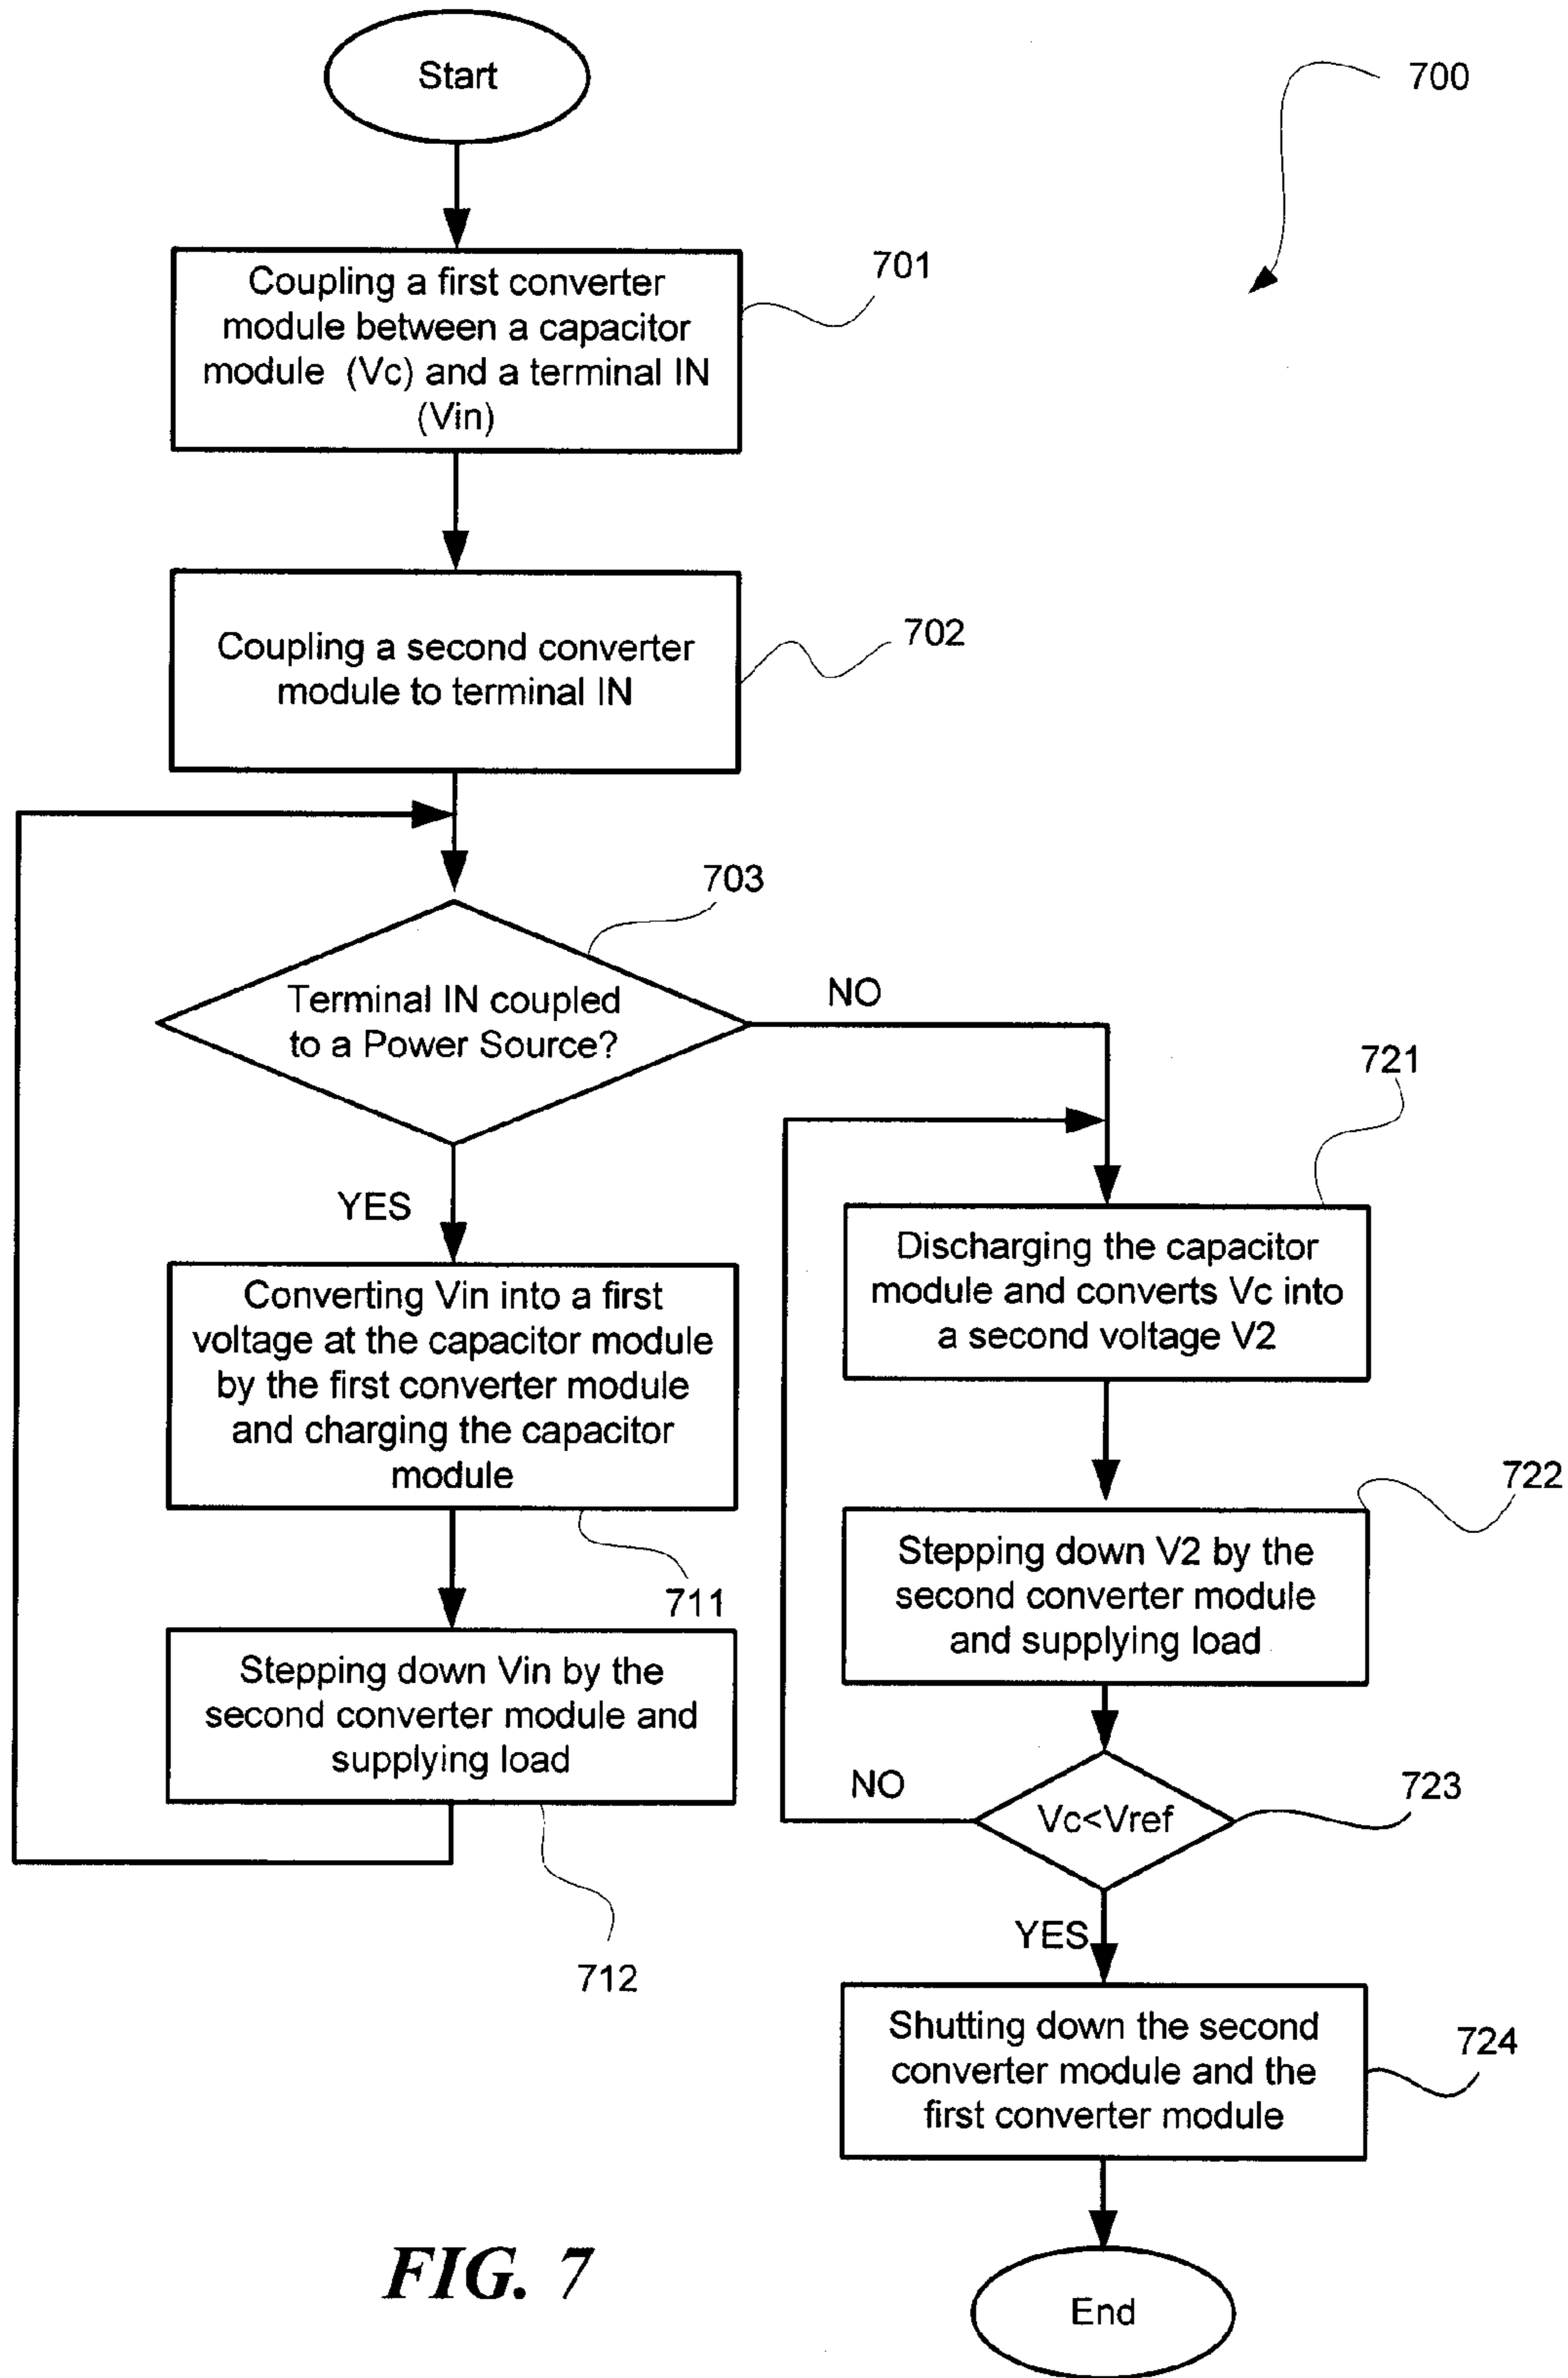 Start
700
Coupling a first converter
module between a capacitor
module (Vc) and a terminal IN
(Vin)
701
Coupling a second converter
module to terminal IN
702
703
Terminal IN coupled
to a Power Source?
NO
YES
Converting Vin into a first
voltage at the capacitor module
by the first converter module
and charging the capacitor
module
711
Stepping down Vin by the
second converter module and
supplying load
712
721
Discharging the capacitor
module and converts Vc into
a second voltage V2
722
Stepping down V2 by the
second converter module
and supplying load
NO
Vc<Vref
723
YES
Shutting down the second
converter module and the
first converter module
724
End
FIG. 7